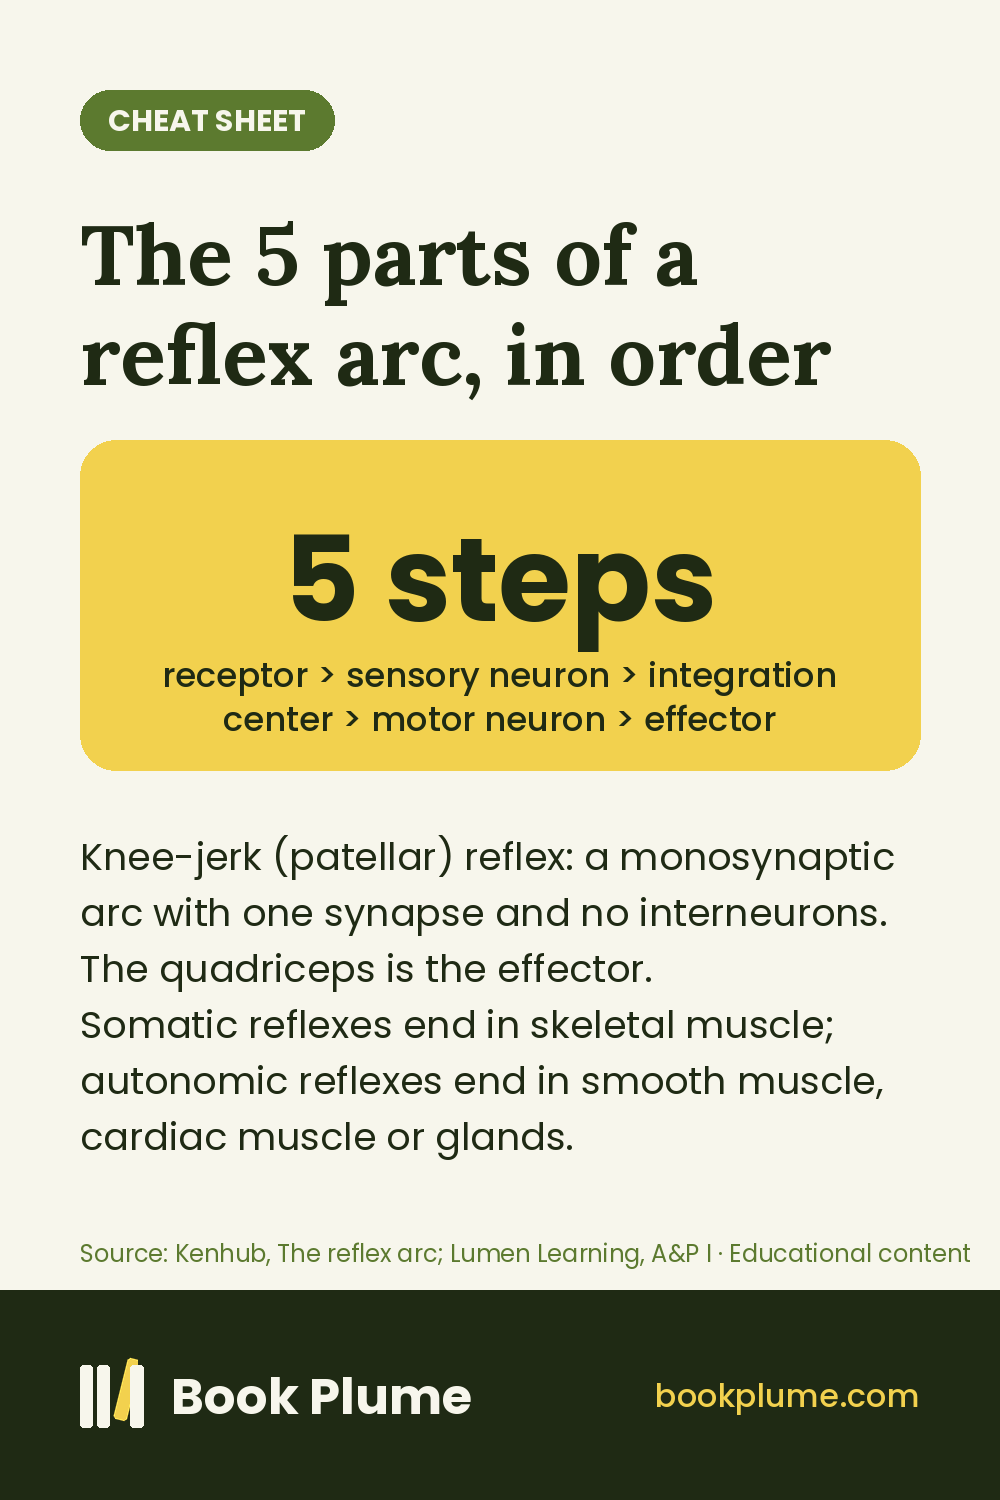 CHEAT SHEET
The 5 parts of a
reflex arc, in order
5 steps
receptor > sensory neuron > integration
center > motor neuron > effector
Knee-jerk (patellar) reflex: a monosynaptic
arc with one synapse and no interneurons.
The quadriceps is the effector.
Somatic reflexes end in skeletal muscle;
autonomic reflexes end in smooth muscle,
cardiac muscle or glands.
Source: Kenhub, The reflex arc; Lumen Learning, A&P I · Educational content
Book Plume
bookplume.com